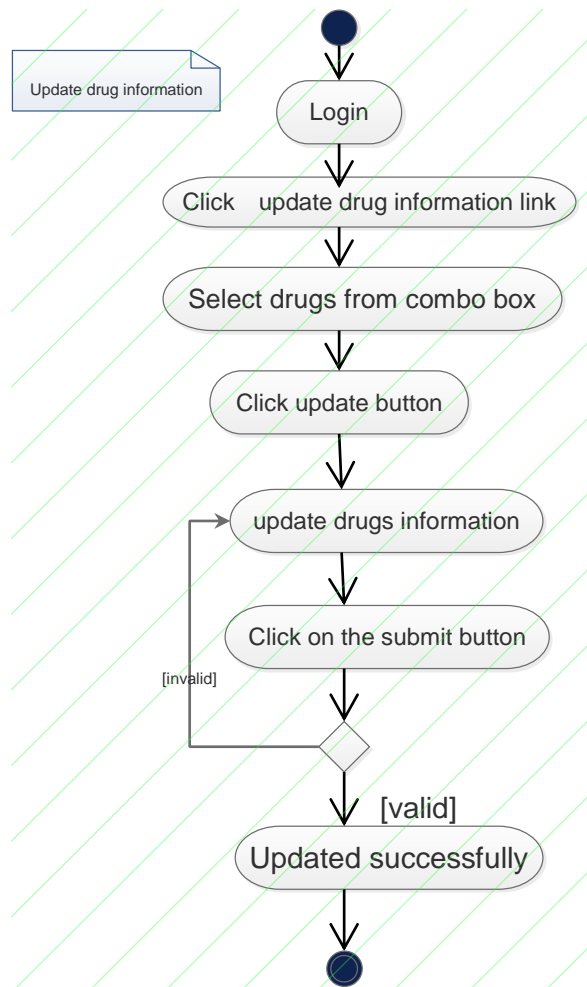 Update drug information
Login
Click update drug information link
Select drugs from combo box
Click update button
update drugs information
Click on the submit button
[invalid]
[valid]
Updated successfully